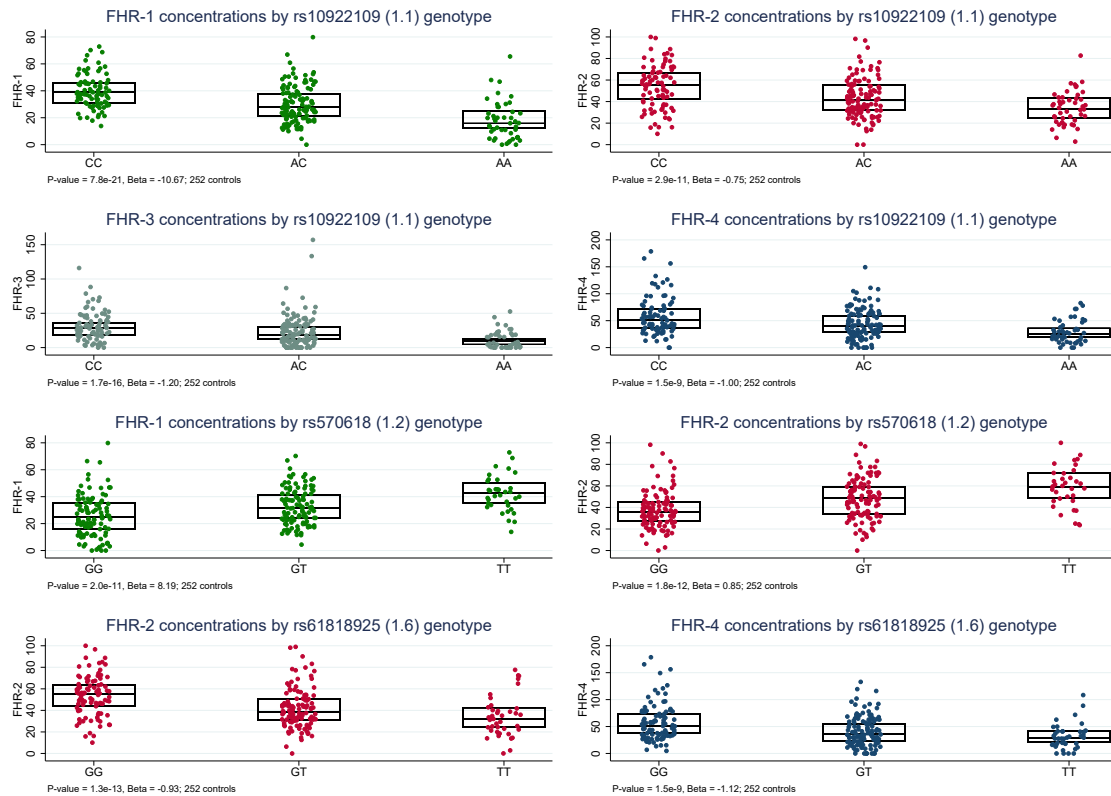 FHR-1 concentrations by rs10922109 (1.1) genotype
FHR-1
80
60
40
20
0
CC AC AA
P-value = 7.8e-21, Beta = -10.67; 252 controls
FHR-2 concentrations by rs10922109 (1.1) genotype
FHR-2
100
80
60
40
20
0
CC AC AA
P-value = 2.9e-11, Beta = -0.75; 252 controls
FHR-3 concentrations by rs10922109 (1.1) genotype
FHR-3
150
100
50
0
CC AC AA
P-value = 1.7e-16, Beta = -1.20; 252 controls
FHR-4 concentrations by rs10922109 (1.1) genotype
FHR-4
200
150
100
50
0
CC AC AA
P-value = 1.5e-9, Beta = -1.00; 252 controls
FHR-1 concentrations by rs570618 (1.2) genotype
FHR-1
80
60
40
20
0
GG GT TT
P-value = 2.0e-11, Beta = 8.19; 252 controls
FHR-2 concentrations by rs570618 (1.2) genotype
FHR-2
100
80
60
40
20
0
GG GT TT
P-value = 1.8e-12, Beta = 0.85; 252 controls
FHR-2 concentrations by rs61818925 (1.6) genotype
FHR-2
100
80
60
40
20
0
GG GT TT
P-value = 1.3e-13, Beta = -0.93; 252 controls
FHR-4 concentrations by rs61818925 (1.6) genotype
FHR-4
200
150
100
50
0
GG GT TT
P-value = 1.5e-9, Beta = -1.12; 252 controls